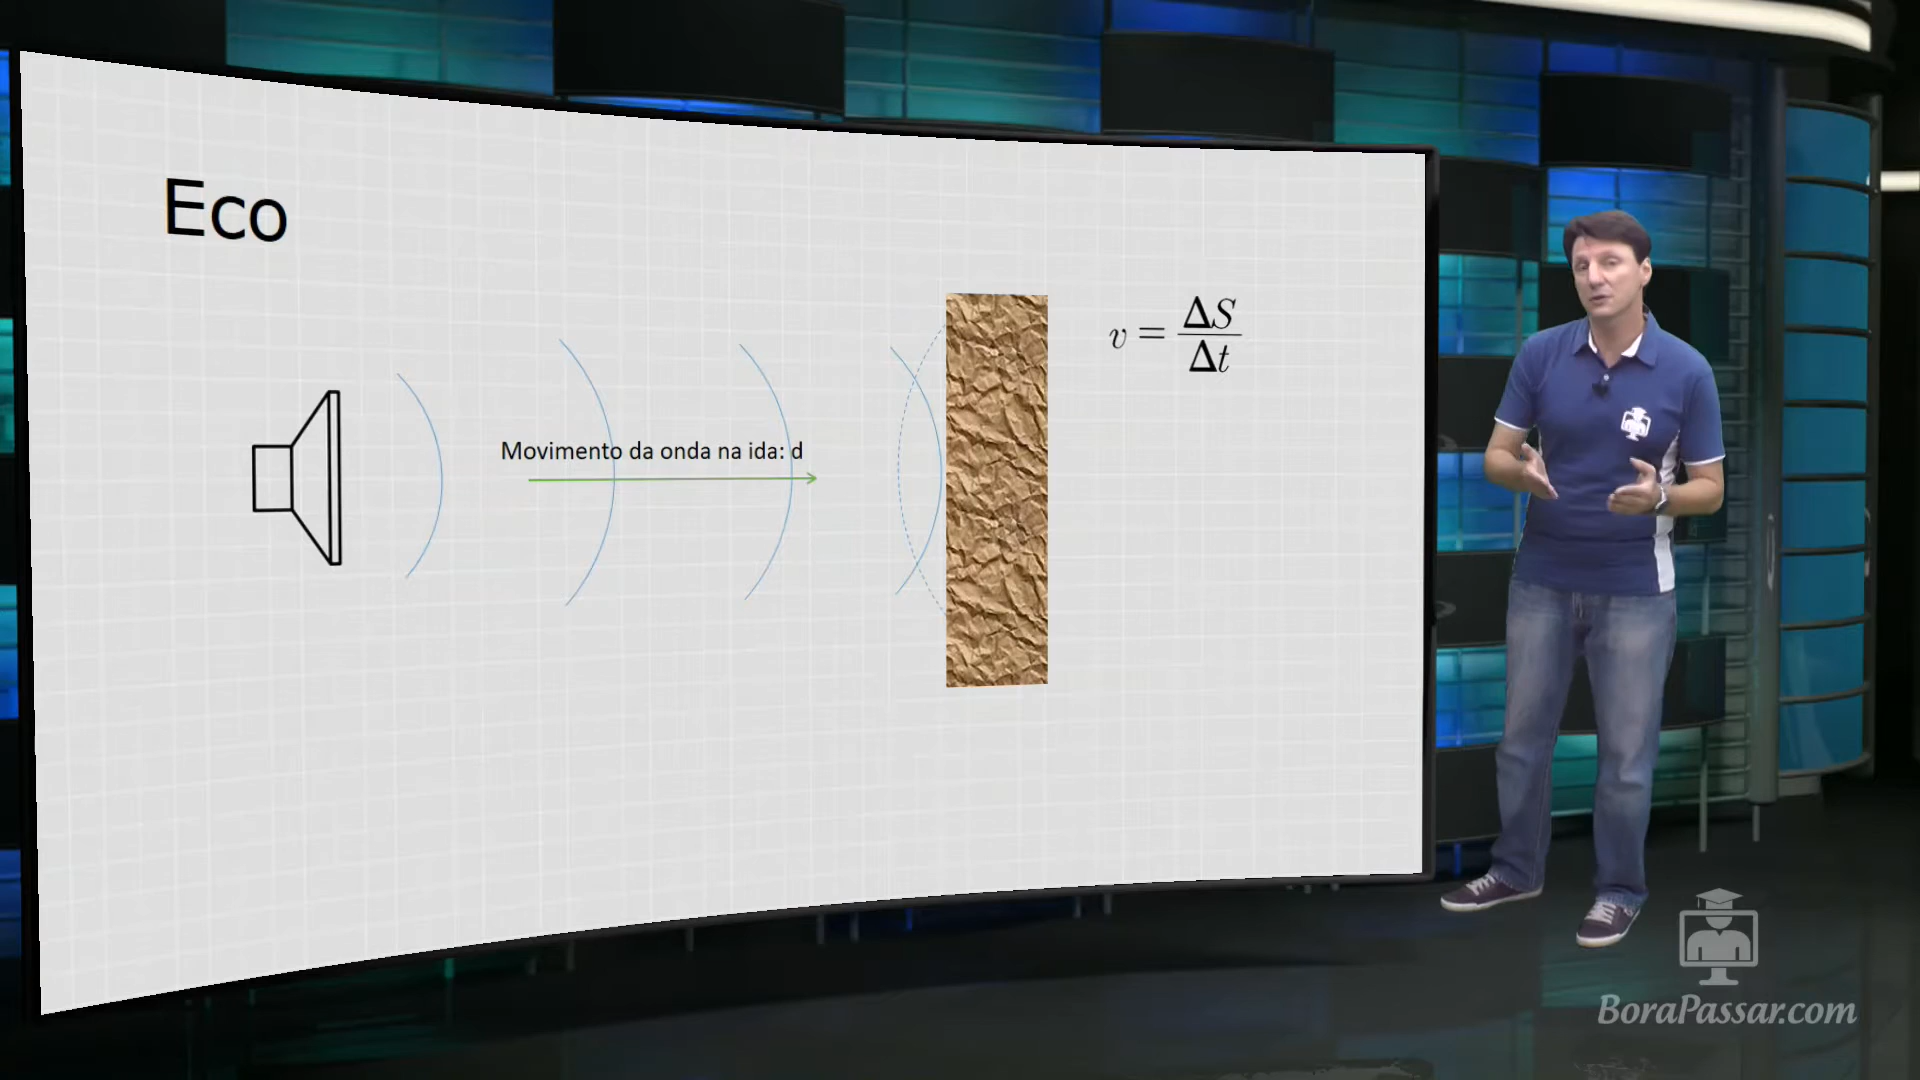 Eco
Movimento da onda na ida: d
v = ΔS / Δt
BoraPassar.com